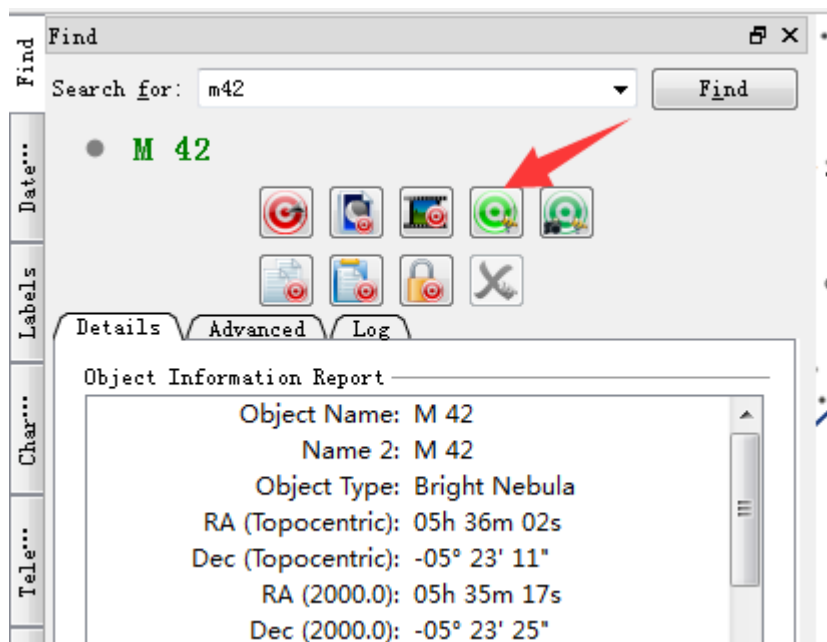 Find
Search for: m42 Find
M 42
Details Advanced Log
Object Information Report
Object Name: M 42
Name 2: M 42
Object Type: Bright Nebula
RA (Topocentric): 05h 36m 02s
Dec (Topocentric): -05° 23' 11"
RA (2000.0): 05h 35m 17s
Dec (2000.0): -05° 23' 25"
Find
Date…
Labels
Char…
Tele…